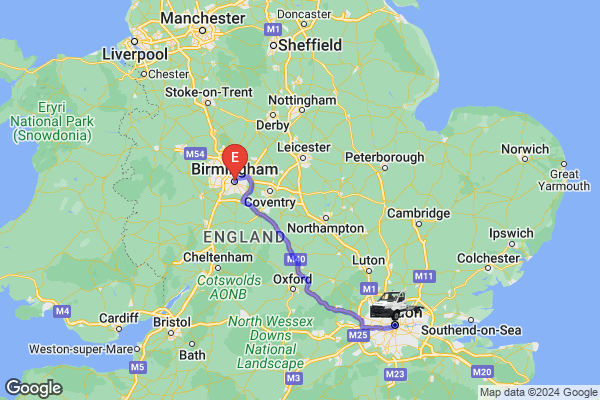 Doncaster
Manchester
M1
Liverpool
Sheffield
Chester
Eryri
National Park
(Snowdonia)
Stoke-on-Trent
Nottingham
Derby
M54
E
Leicester
Norwich
Birmingham
Peterborough
Great
Yarmouth
Coventry
Cambridge
Northampton
ENGLAND
Ipswich
M40
Cheltenham
Luton
M11
Colchester
COTSWOLDS
AONB
Oxford
M1
M4
Cardiff
Bristol
North Wessex
Downs
National
Landscape
M25
Southend-on-Sea
Weston-super-Mare
Bath
M5
M3
M23
M20
Google
Google
Map data ©2024 Google